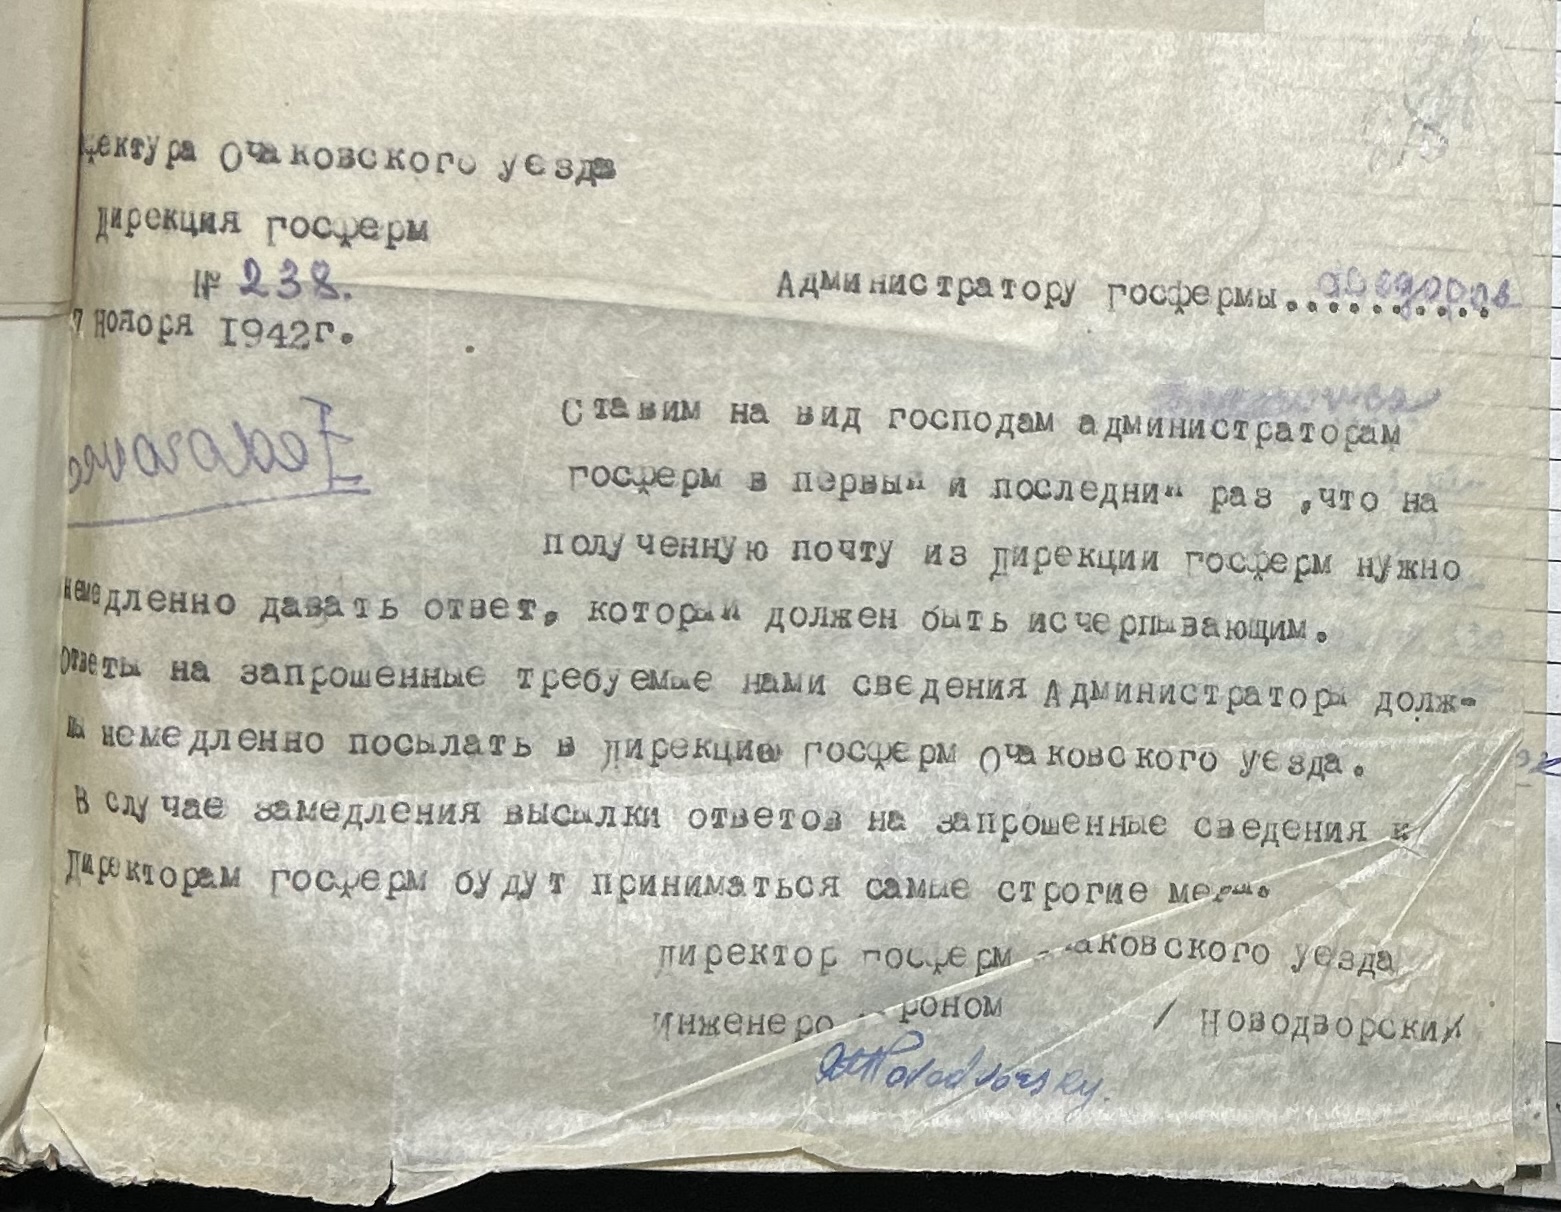 фектура Очаковского уезда
Дирекция госферм
№ 238.
Администратору госфермы..........
7 Ноября 1942г.
Ставим на вид господам администраторам
госферм в первый и последний раз ,что на
полученную почту из Дирекции госферм нужно
немедленно давать ответ, который должен быть исчерпывающим.
Ответы на запрошенные требуемые нами сведения Администраторы долж-
ны немедленно посылать в Дирекцию госферм Очаковского уезда.
В случае замедления высылки ответов на запрошенные сведения к
Директорам госферм будут приниматься самые строгие меры.
Директор госферм аковского уезда
Инженер роном / Новодворский/
Novodvorsky.